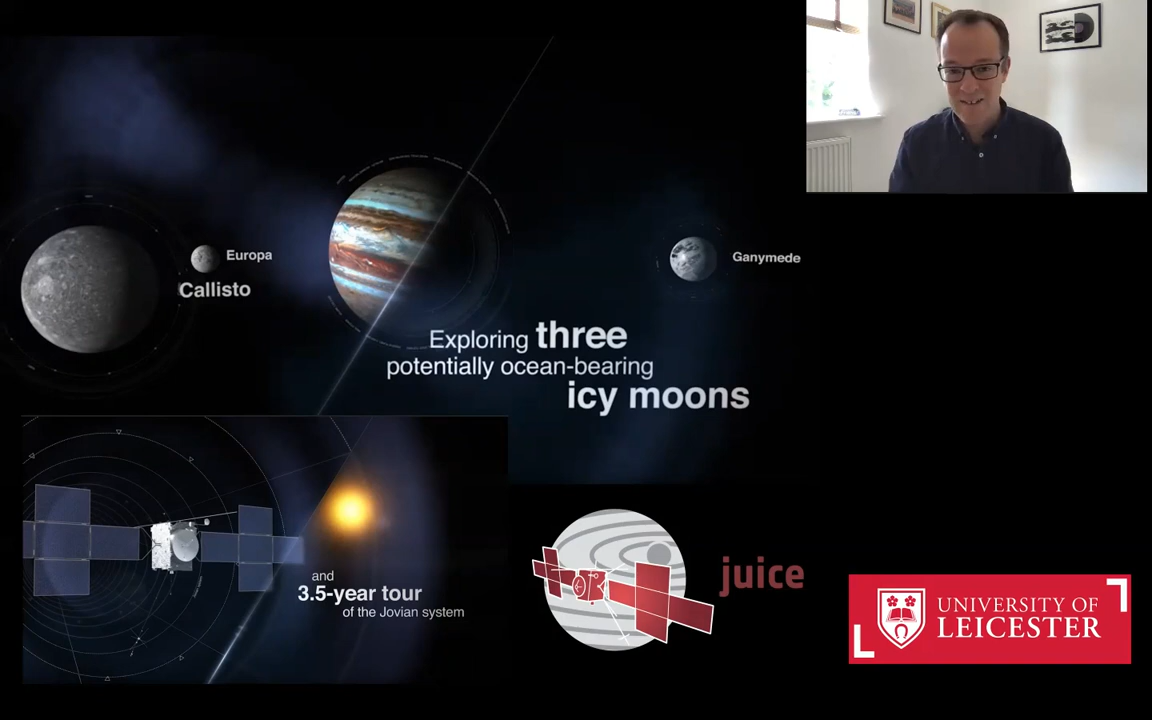 Europa
Callisto
Ganymede
Exploring three
potentially ocean-bearing
icy moons
and
3.5-year tour
of the Jovian system
juice
UNIVERSITY OF
LEICESTER